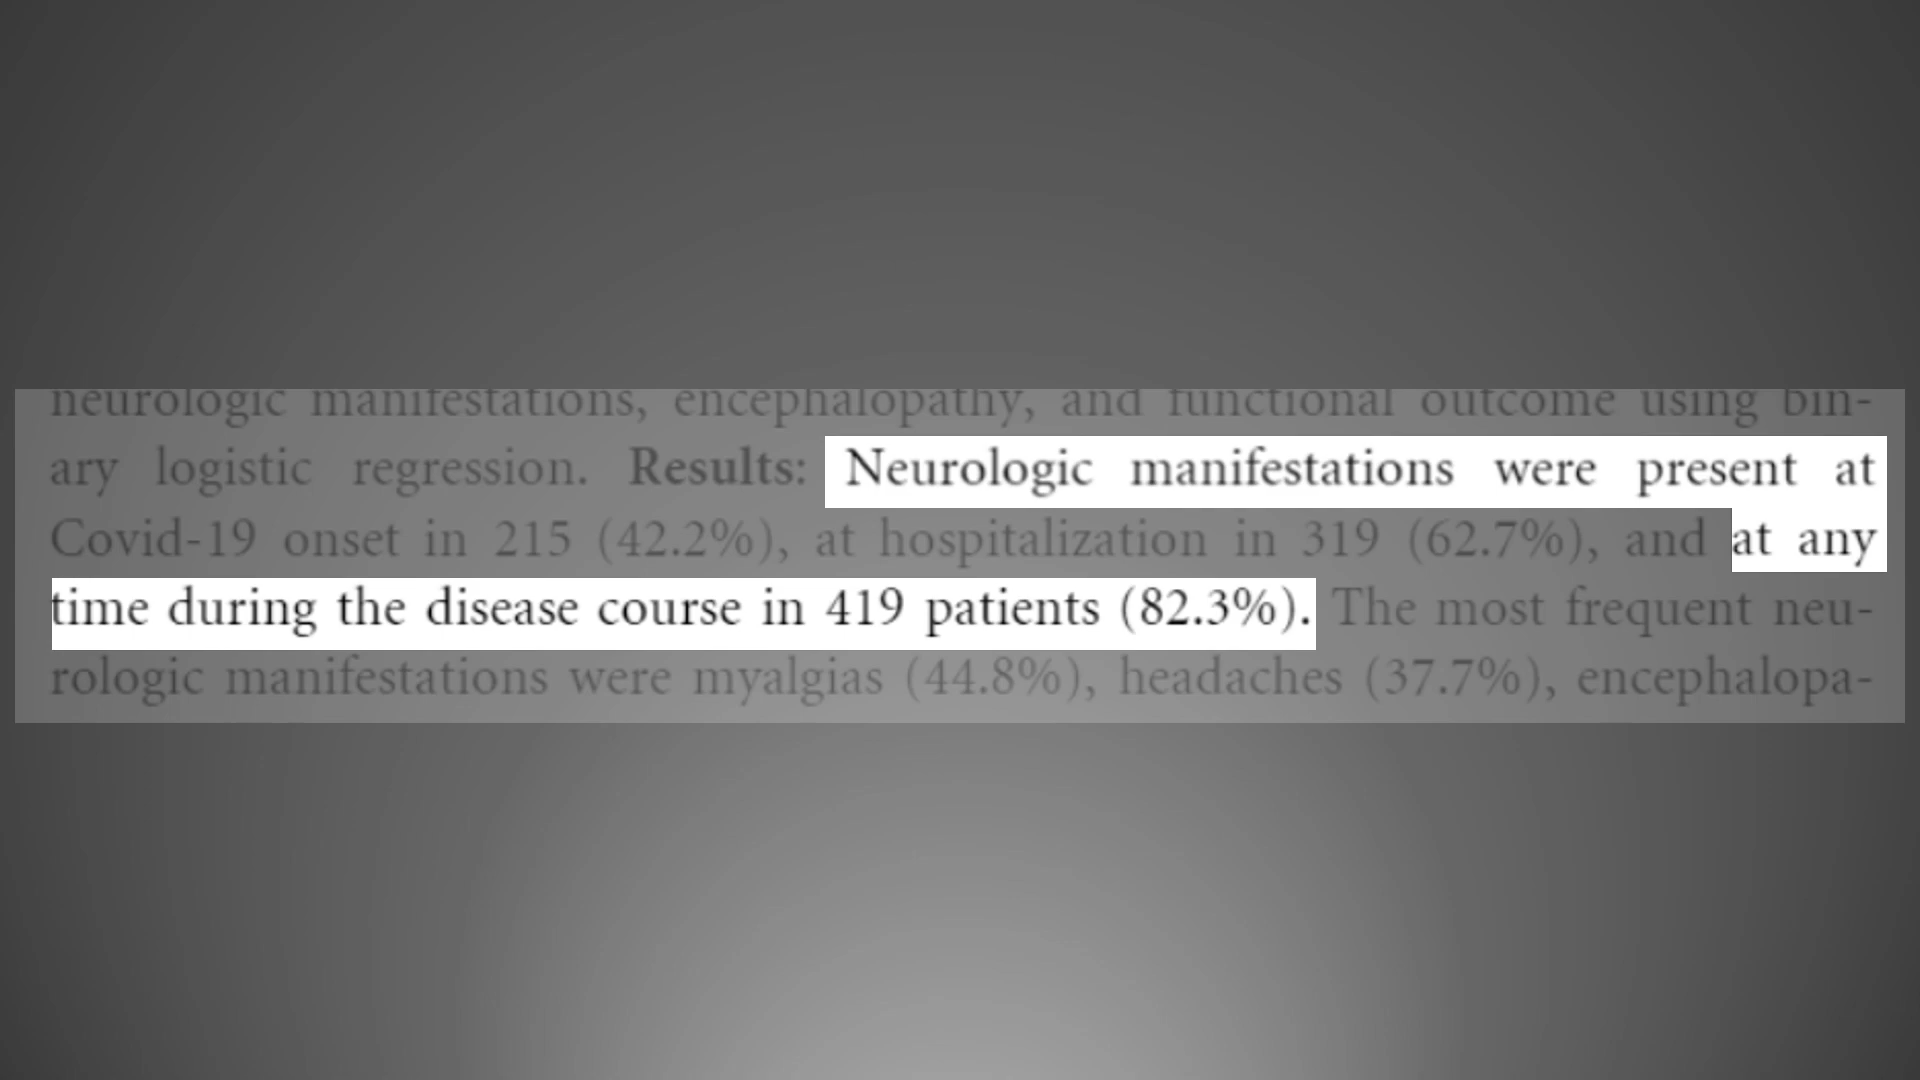 neurologic manifestations, encephalopathy, and functional outcome using bin-
ary logistic regression. Results: Neurologic manifestations were present at
Covid-19 onset in 215 (42.2%), at hospitalization in 319 (62.7%), and at any
time during the disease course in 419 patients (82.3%). The most frequent neu-
rologic manifestations were myalgias (44.8%), headaches (37.7%), encephalopa-